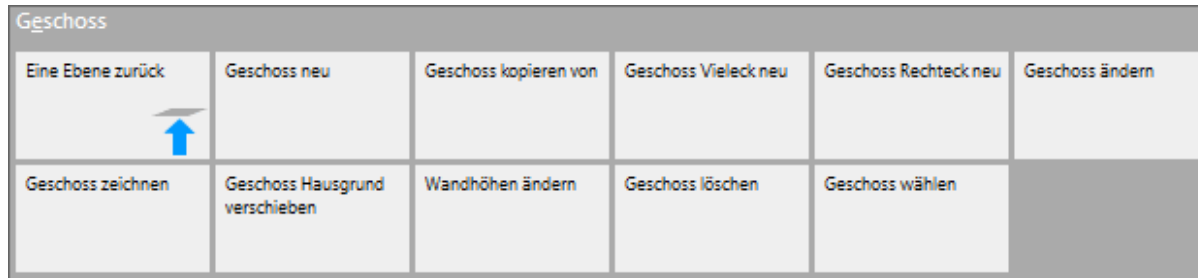 Geschoss
Eine Ebene zurück
Geschoss neu
Geschoss kopieren von
Geschoss Vieleck neu
Geschoss Rechteck neu
Geschoss ändern
Geschoss zeichnen
Geschoss Hausgrund
verschieben
Wandhöhen ändern
Geschoss löschen
Geschoss wählen